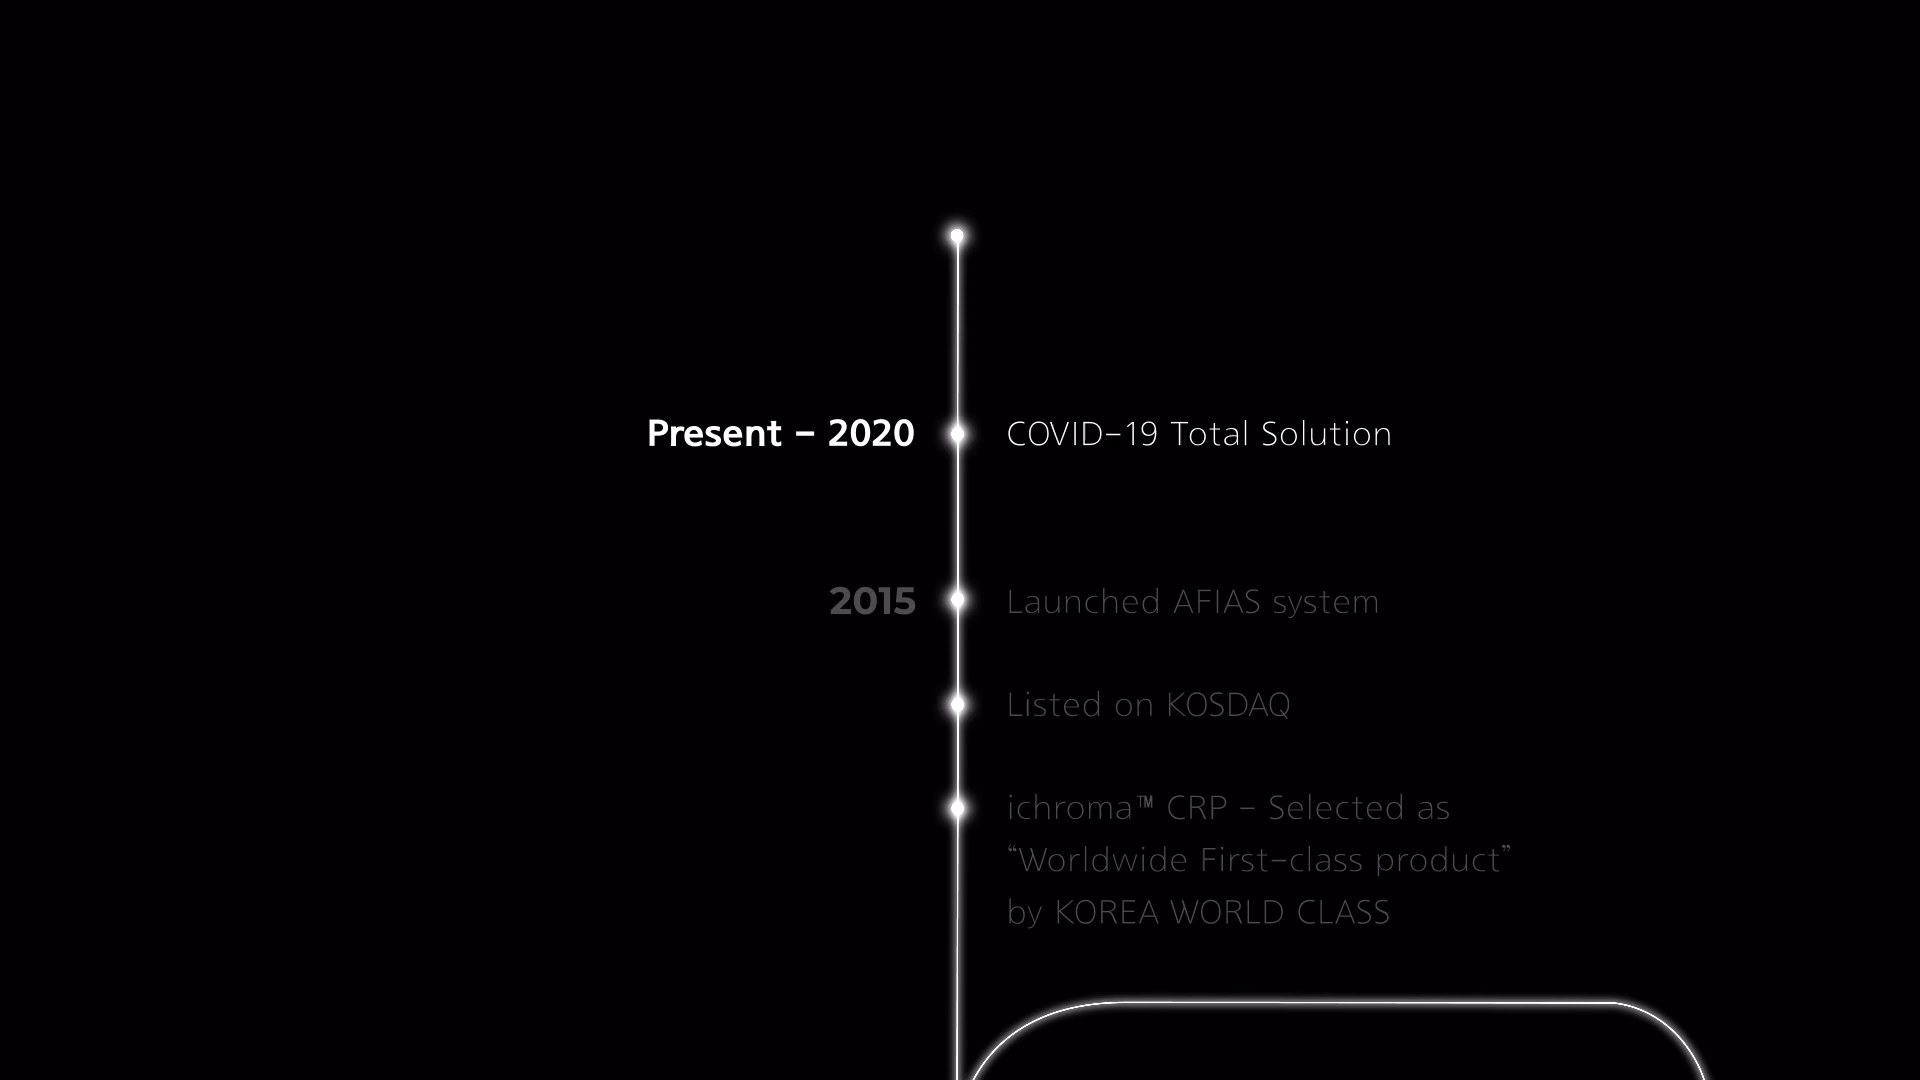 Present – 2020
COVID-19 Total Solution
2015
Launched AFIAS system
Listed on KOSDAQ
ichroma™ CRP - Selected as
“Worldwide First-class product”
by KOREA WORLD CLASS